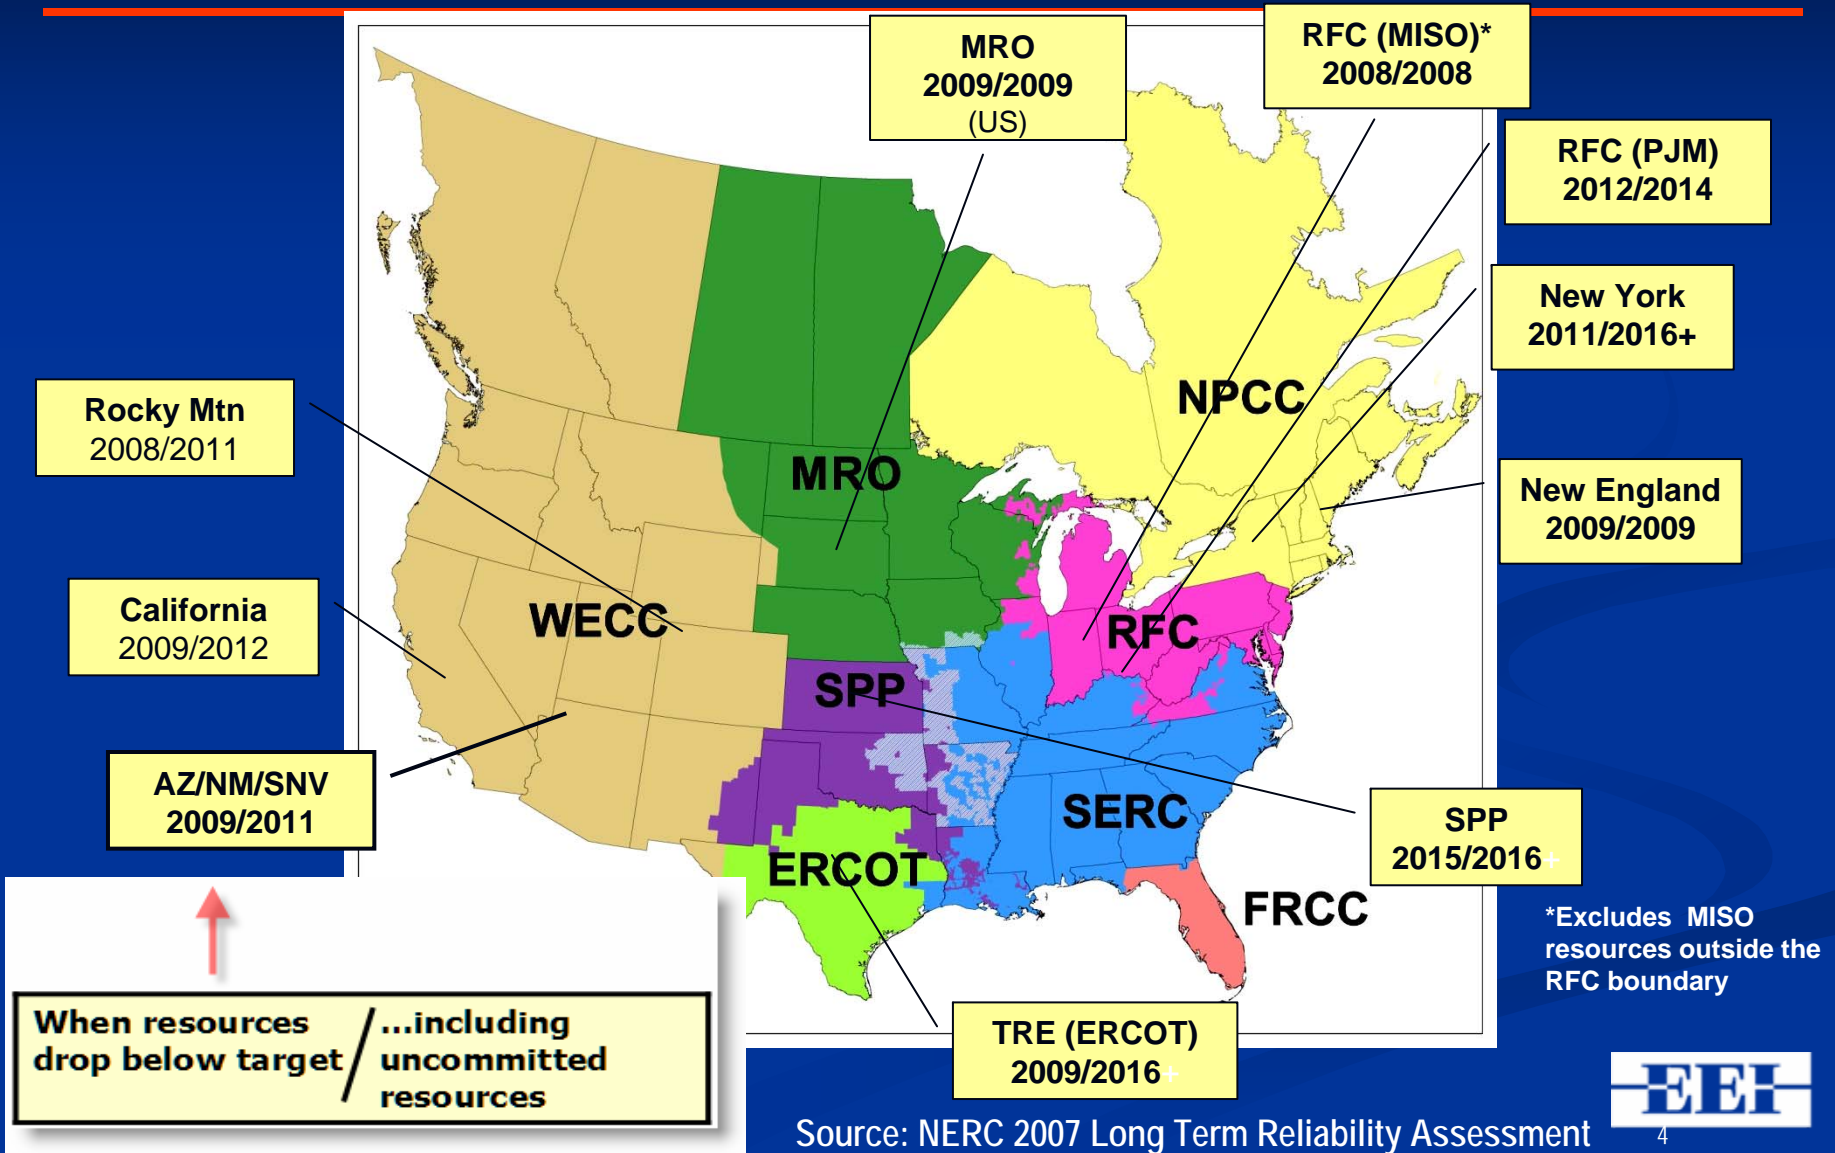 MRO
2009/2009
(US)
RFC (MISO)*
2008/2008
RFC (PJM)
2012/2014
New York
2011/2016+
NPCC
Rocky Mtn
2008/2011
MRO
New England
2009/2009
California
2009/2012
WECC
RFC
SPP
AZ/NM/SNV
2009/2011
SERC
SPP
2015/2016+
ERCOT
FRCC
*Excludes MISO
resources outside the
RFC boundary
When resources
drop below target
/
...including
uncommitted
resources
TRE (ERCOT)
2009/2016+
EEI
Source: NERC 2007 Long Term Reliability Assessment
4